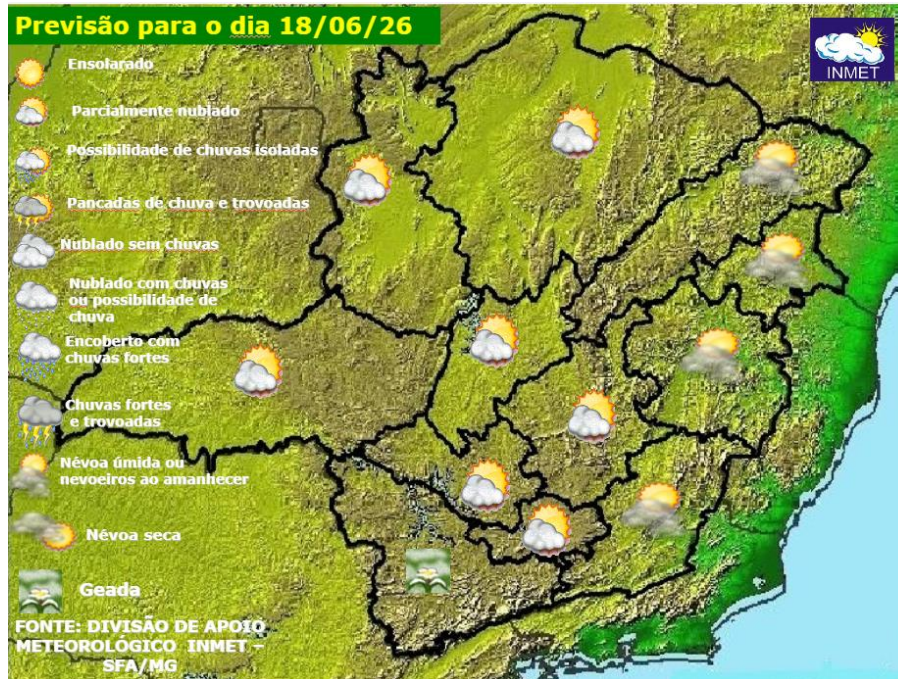 Previsão para o dia 18/06/26
INMET
Ensolarado
Parcialmente nublado
Possibilidade de chuvas isoladas
Pancadas de chuva e trovoadas
Nublado sem chuvas
Nublado com chuvas
ou possibilidade de
chuva
Encoberto com
chuvas fortes
Chuvas fortes
e trovoadas
Névoa úmida ou
nevoeiros ao amanhecer
Névoa seca
Geada
FONTE: DIVISÃO DE APOIO
METEOROLÓGICO INMET –
SFA/MG